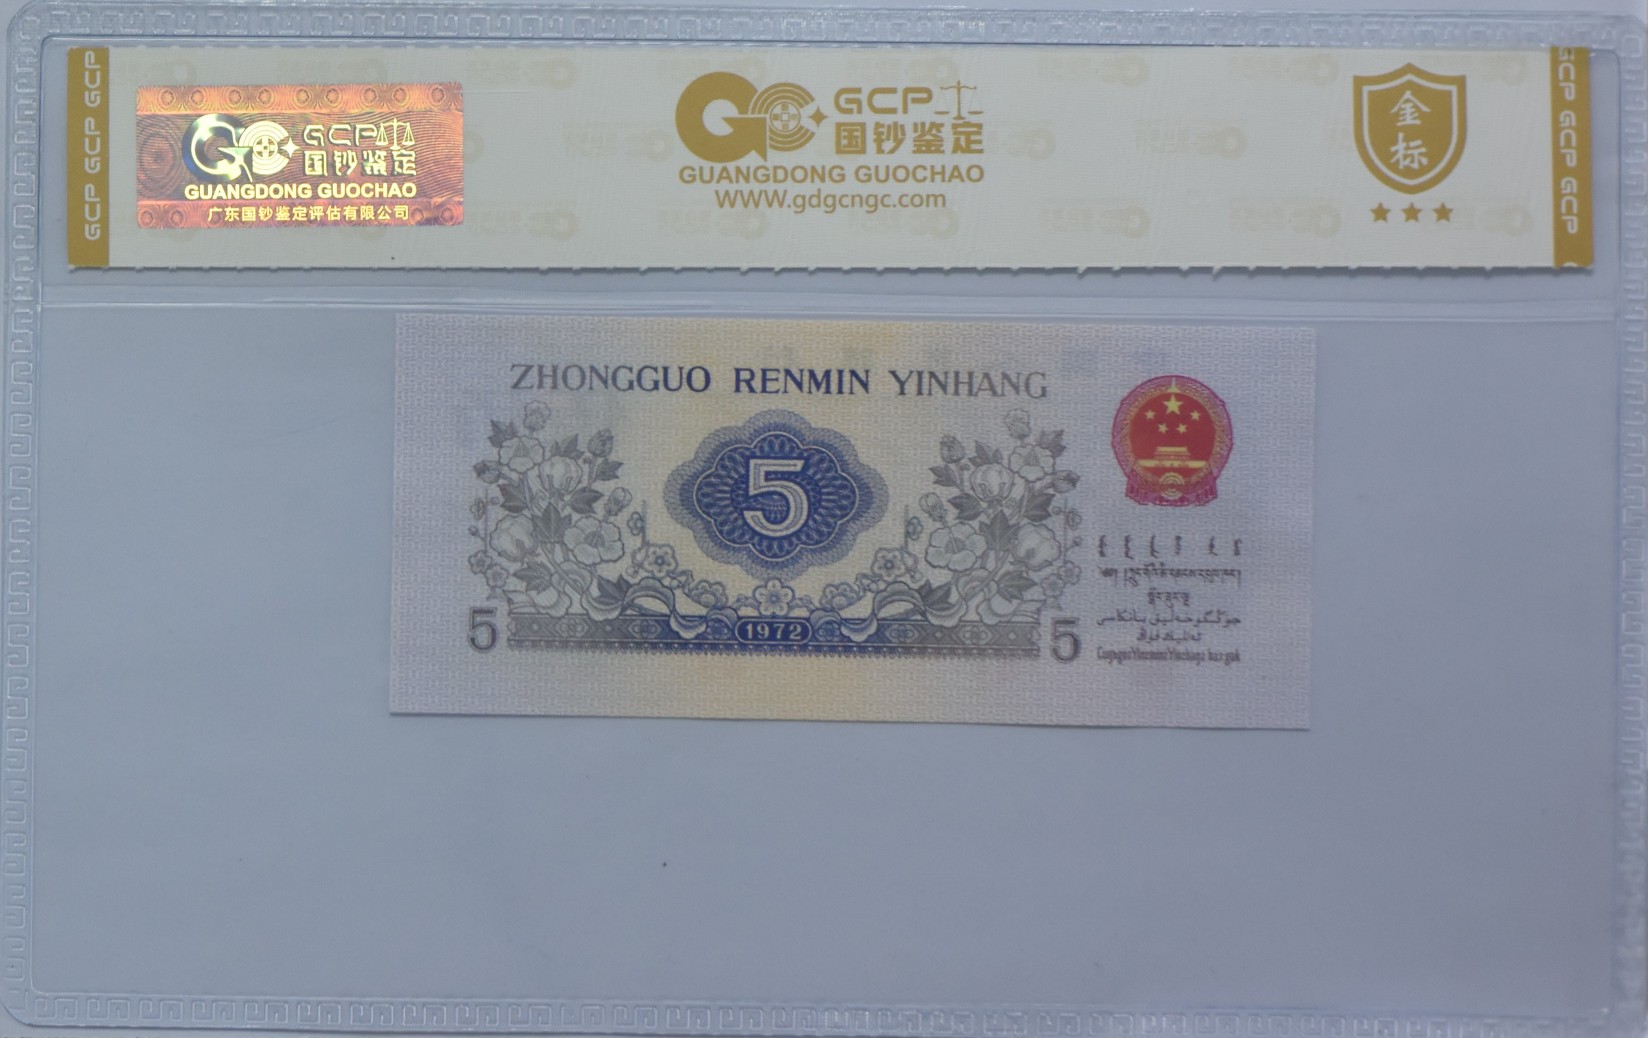 GCP GCP GCP
GCP 国钞鉴定
GUANGDONG GUOCHAO
广东国钞鉴定评估有限公司
GCP
国钞鉴定
GUANGDONG GUOCHAO
WWW.gdgcngc.com
金标
GCP GCP GCP
ZHONGGUO RENMIN YINHANG
5
5
1972
5